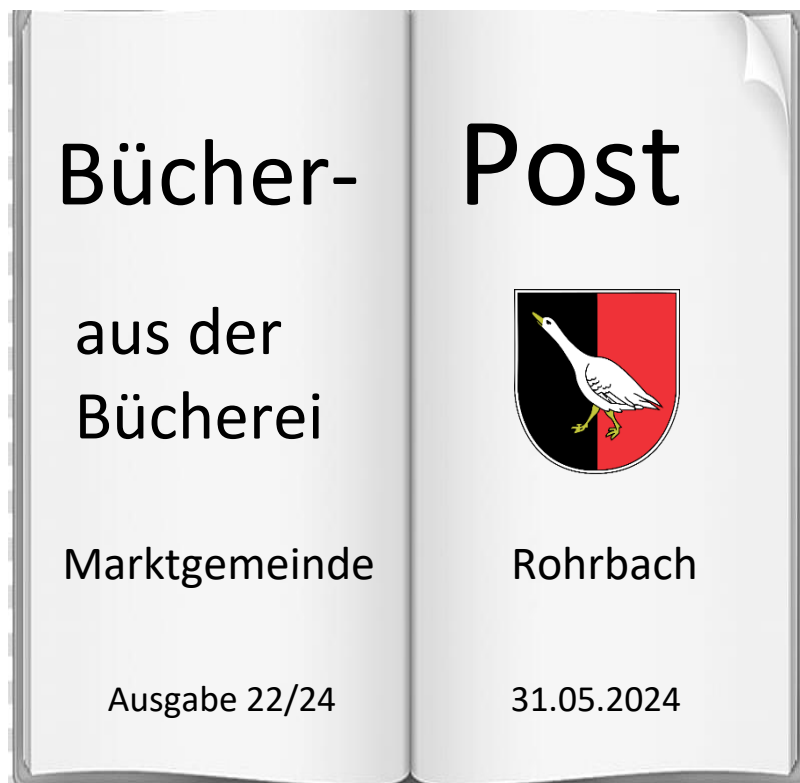 Bücher-
Post
aus der
Bücherei
Marktgemeinde
Rohrbach
Ausgabe 22/24
31.05.2024